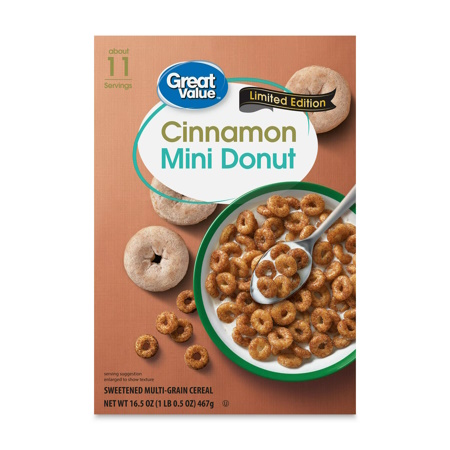 about
11
Servings
Great
Value™
Limited Edition
Cinnamon
Mini Donut
serving suggestion
enlarged to show texture
SWEETENED MULTI-GRAIN CEREAL
NET WT 16.5 OZ (1 LB 0.5 OZ) 467g
U